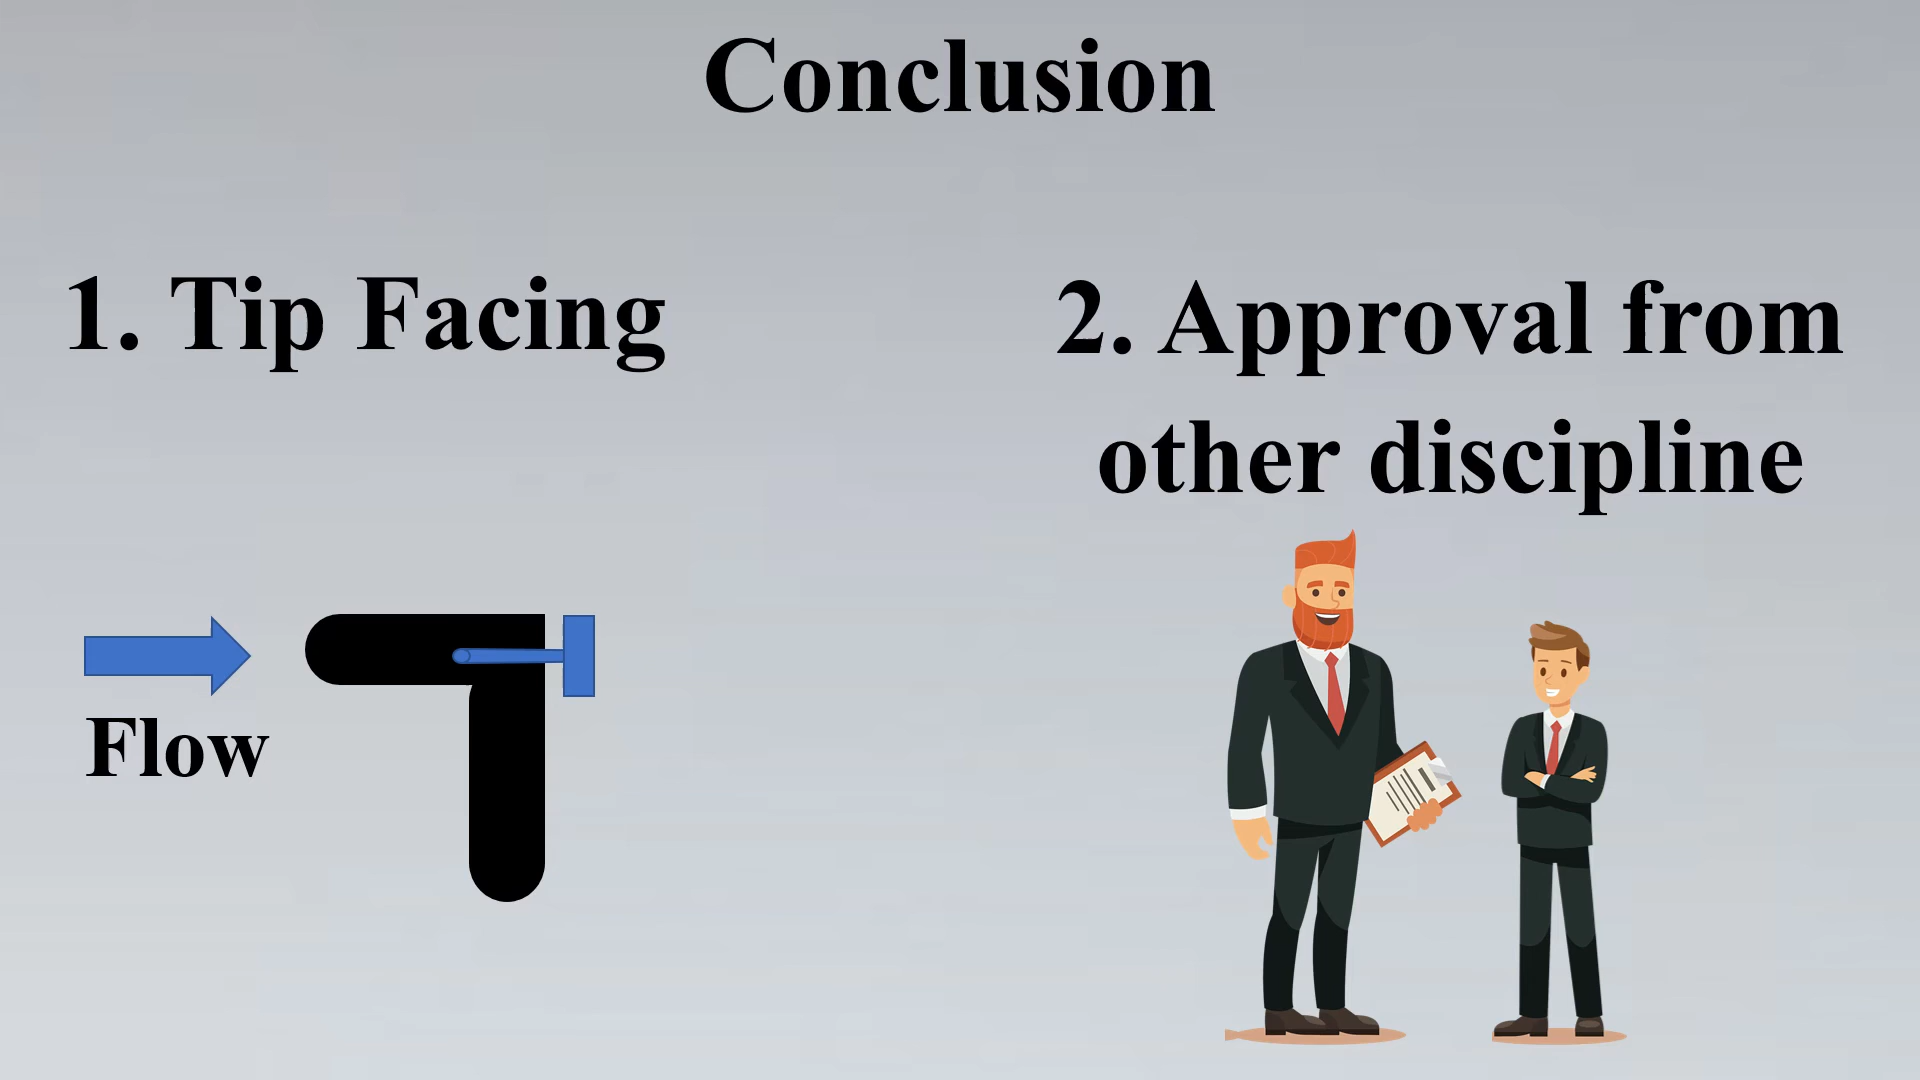 Conclusion
1. Tip Facing
2. Approval from
other discipline
Flow